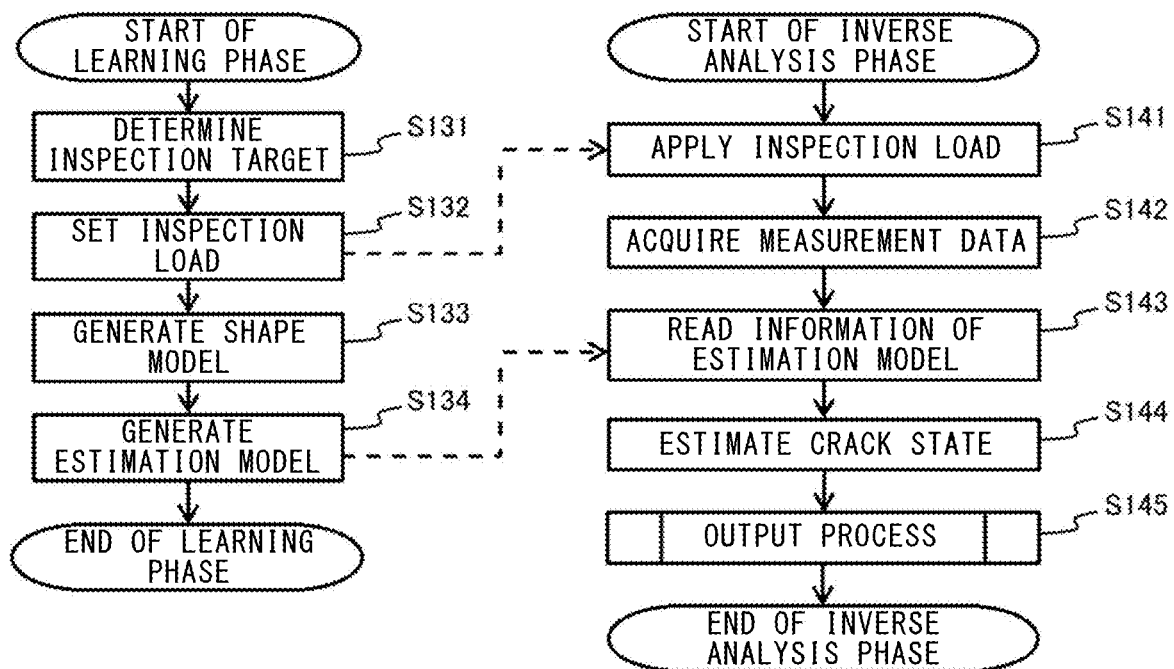 START OF
LEARNING PHASE
DETERMINE
INSPECTION TARGET
S131
SET INSPECTION
LOAD
S132
GENERATE SHAPE
MODEL
S133
GENERATE
ESTIMATION MODEL
S134
END OF LEARNING
PHASE
START OF INVERSE
ANALYSIS PHASE
APPLY INSPECTION LOAD
S141
ACQUIRE MEASUREMENT DATA
S142
READ INFORMATION OF
ESTIMATION MODEL
S143
ESTIMATE CRACK STATE
S144
OUTPUT PROCESS
S145
END OF INVERSE
ANALYSIS PHASE